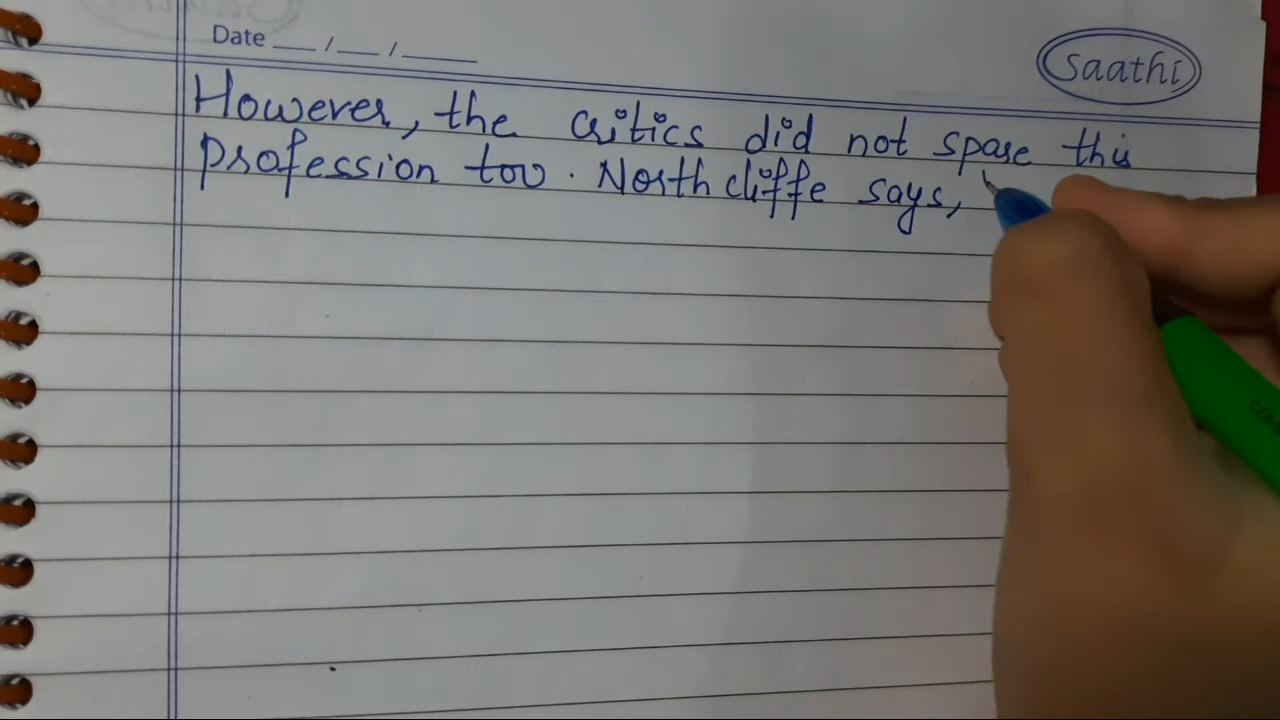 Date __/__/____
Saathi
However, the critics did not spare this
profession too. Northcliffe says,